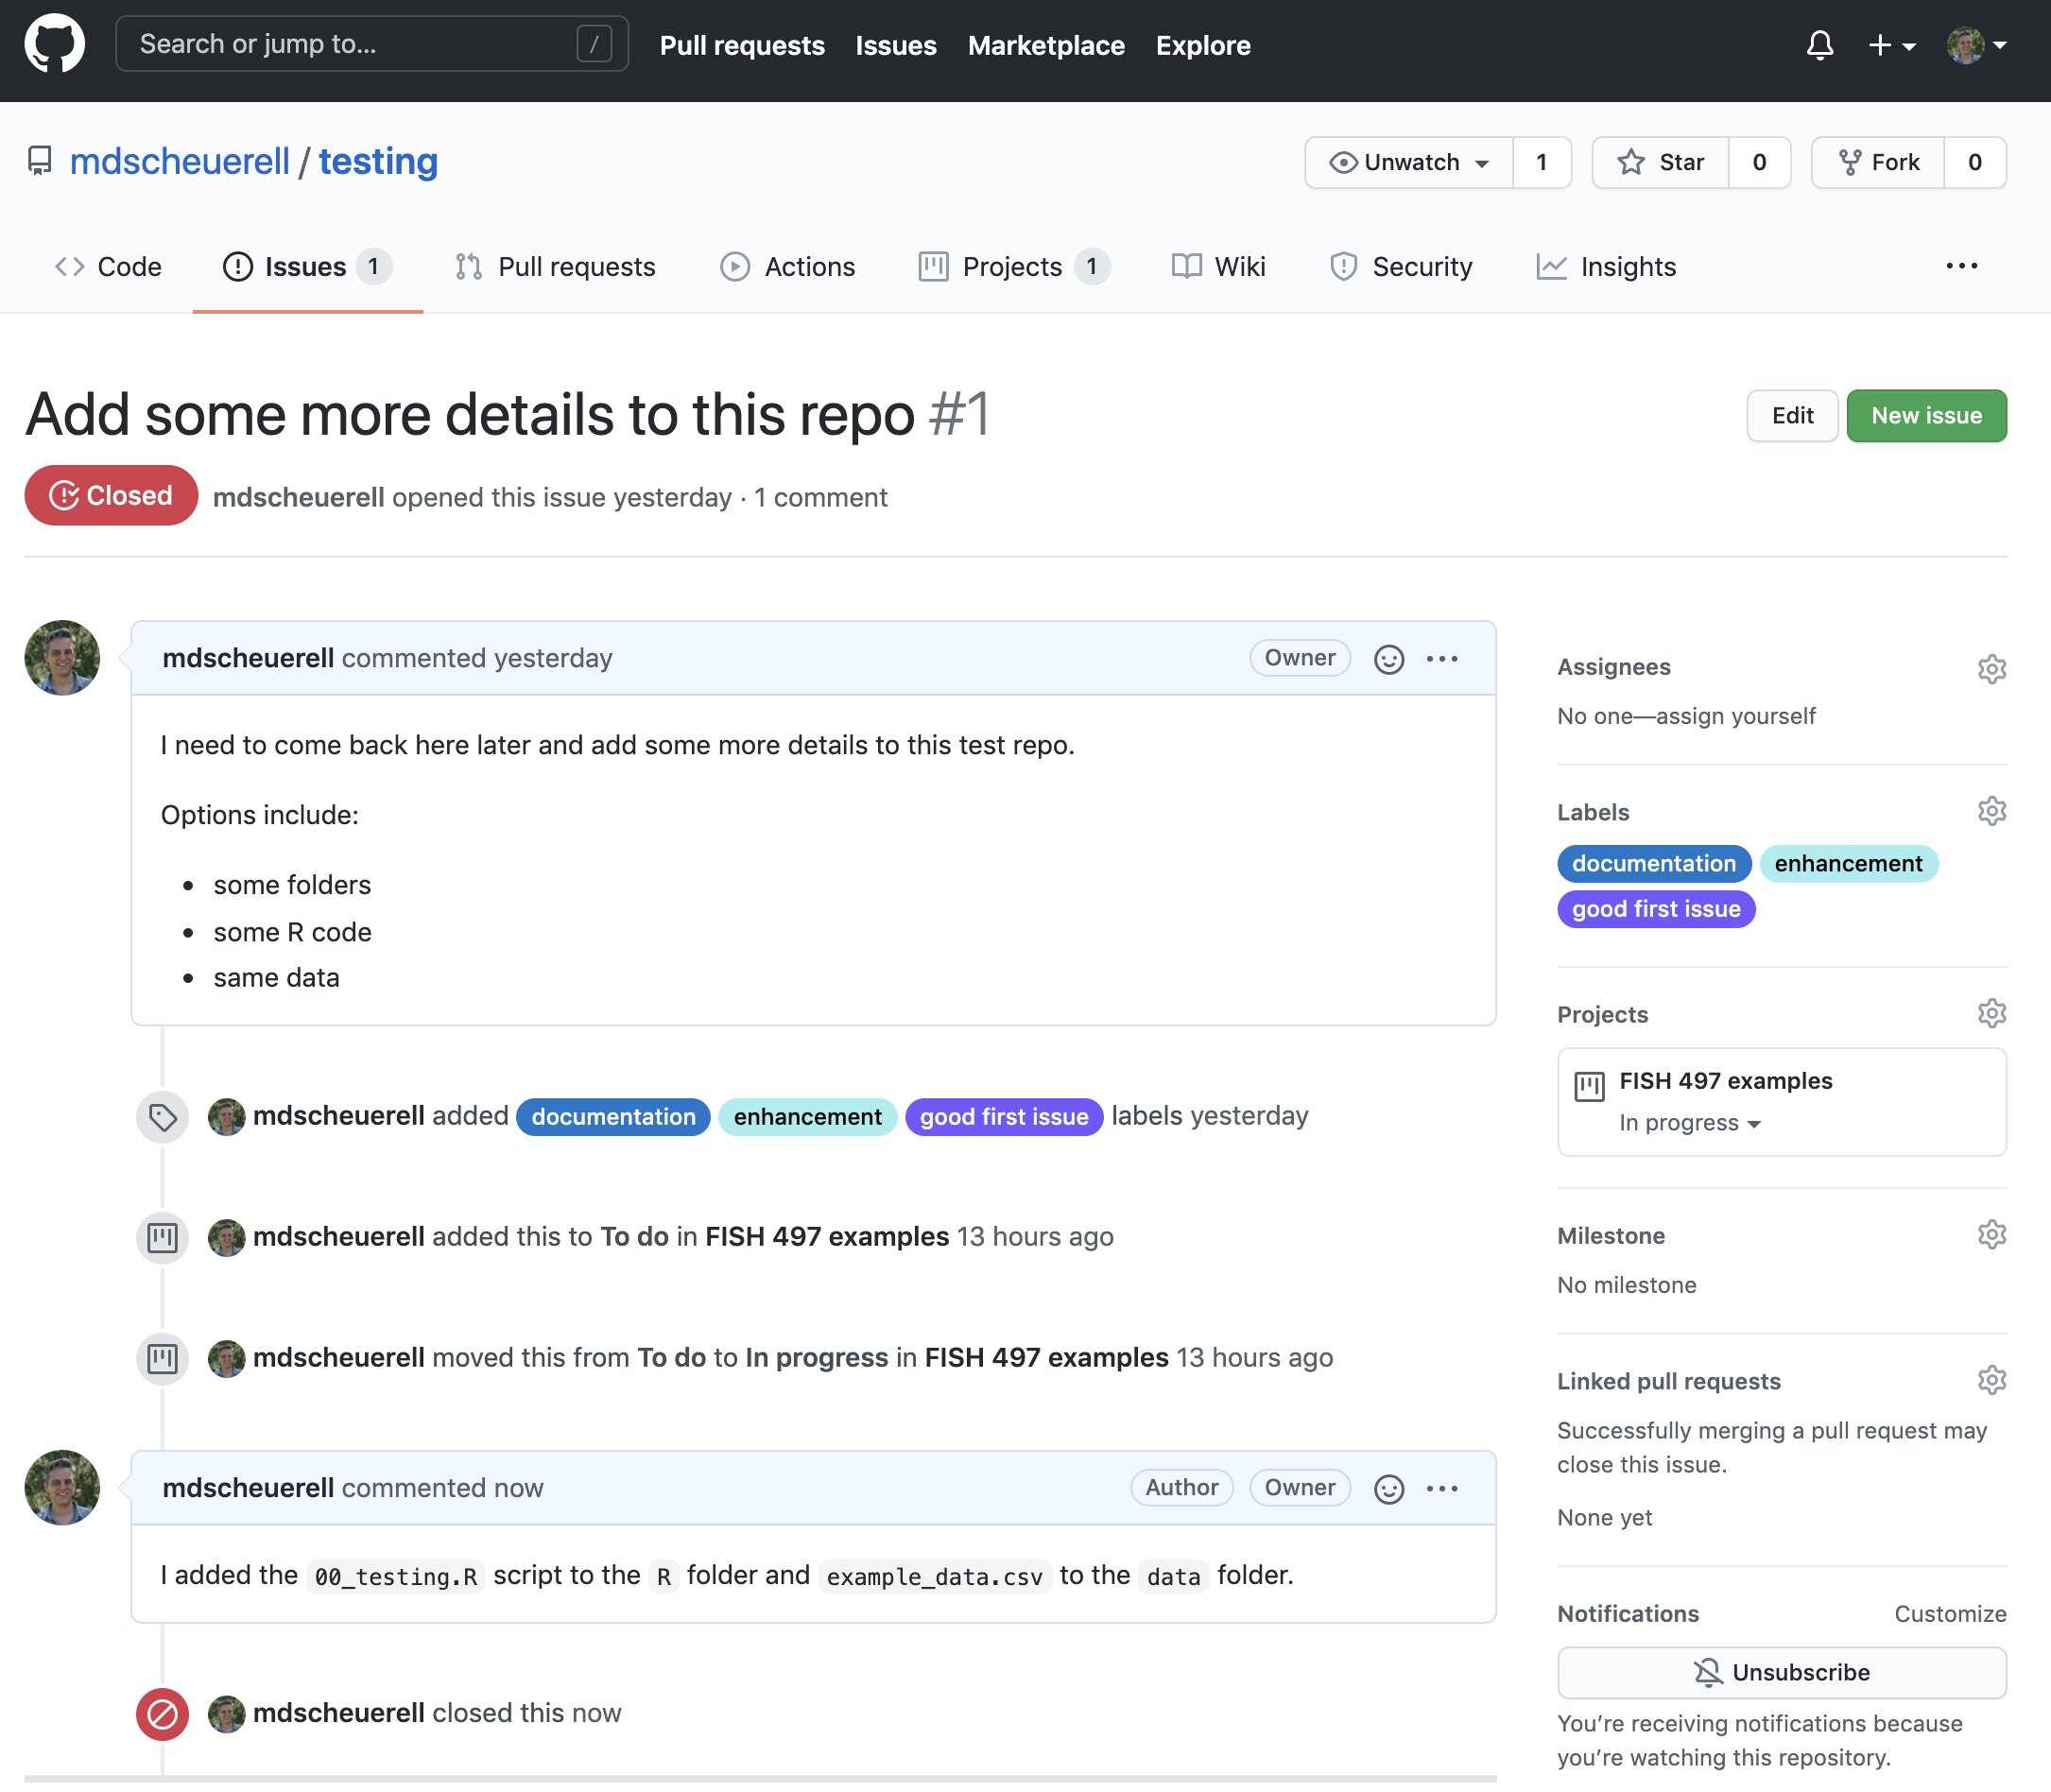 Search or jump to... /
Pull requests Issues Marketplace Explore
mdscheuerell / testing
Unwatch 1 Star 0 Fork 0
Code Issues 1 Pull requests Actions Projects 1 Wiki Security Insights ...
Add some more details to this repo #1
Edit New issue
Closed mdscheuerell opened this issue yesterday · 1 comment
mdscheuerell commented yesterday
Owner
I need to come back here later and add some more details to this test repo.
Options include:
• some folders
• some R code
• same data
mdscheuerell added documentation enhancement good first issue labels yesterday
mdscheuerell added this to To do in FISH 497 examples 13 hours ago
mdscheuerell moved this from To do to In progress in FISH 497 examples 13 hours ago
mdscheuerell commented now
Author Owner
I added the 00_testing.R script to the R folder and example_data.csv to the data folder.
mdscheuerell closed this now
Assignees
No one—assign yourself
Labels
documentation enhancement
good first issue
Projects
FISH 497 examples
In progress
Milestone
No milestone
Linked pull requests
Successfully merging a pull request may
close this issue.
None yet
Notifications Customize
Unsubscribe
You’re receiving notifications because
you’re watching this repository.